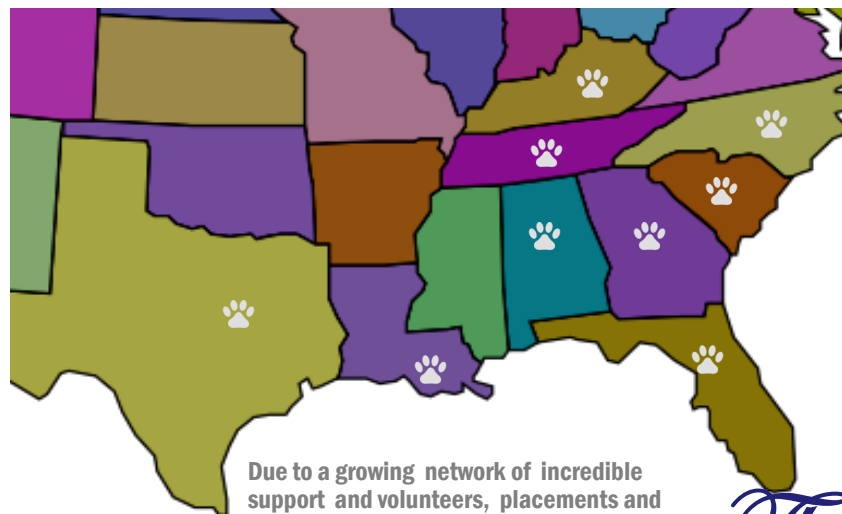 Due to a growing network of incredible
support and volunteers, placements and